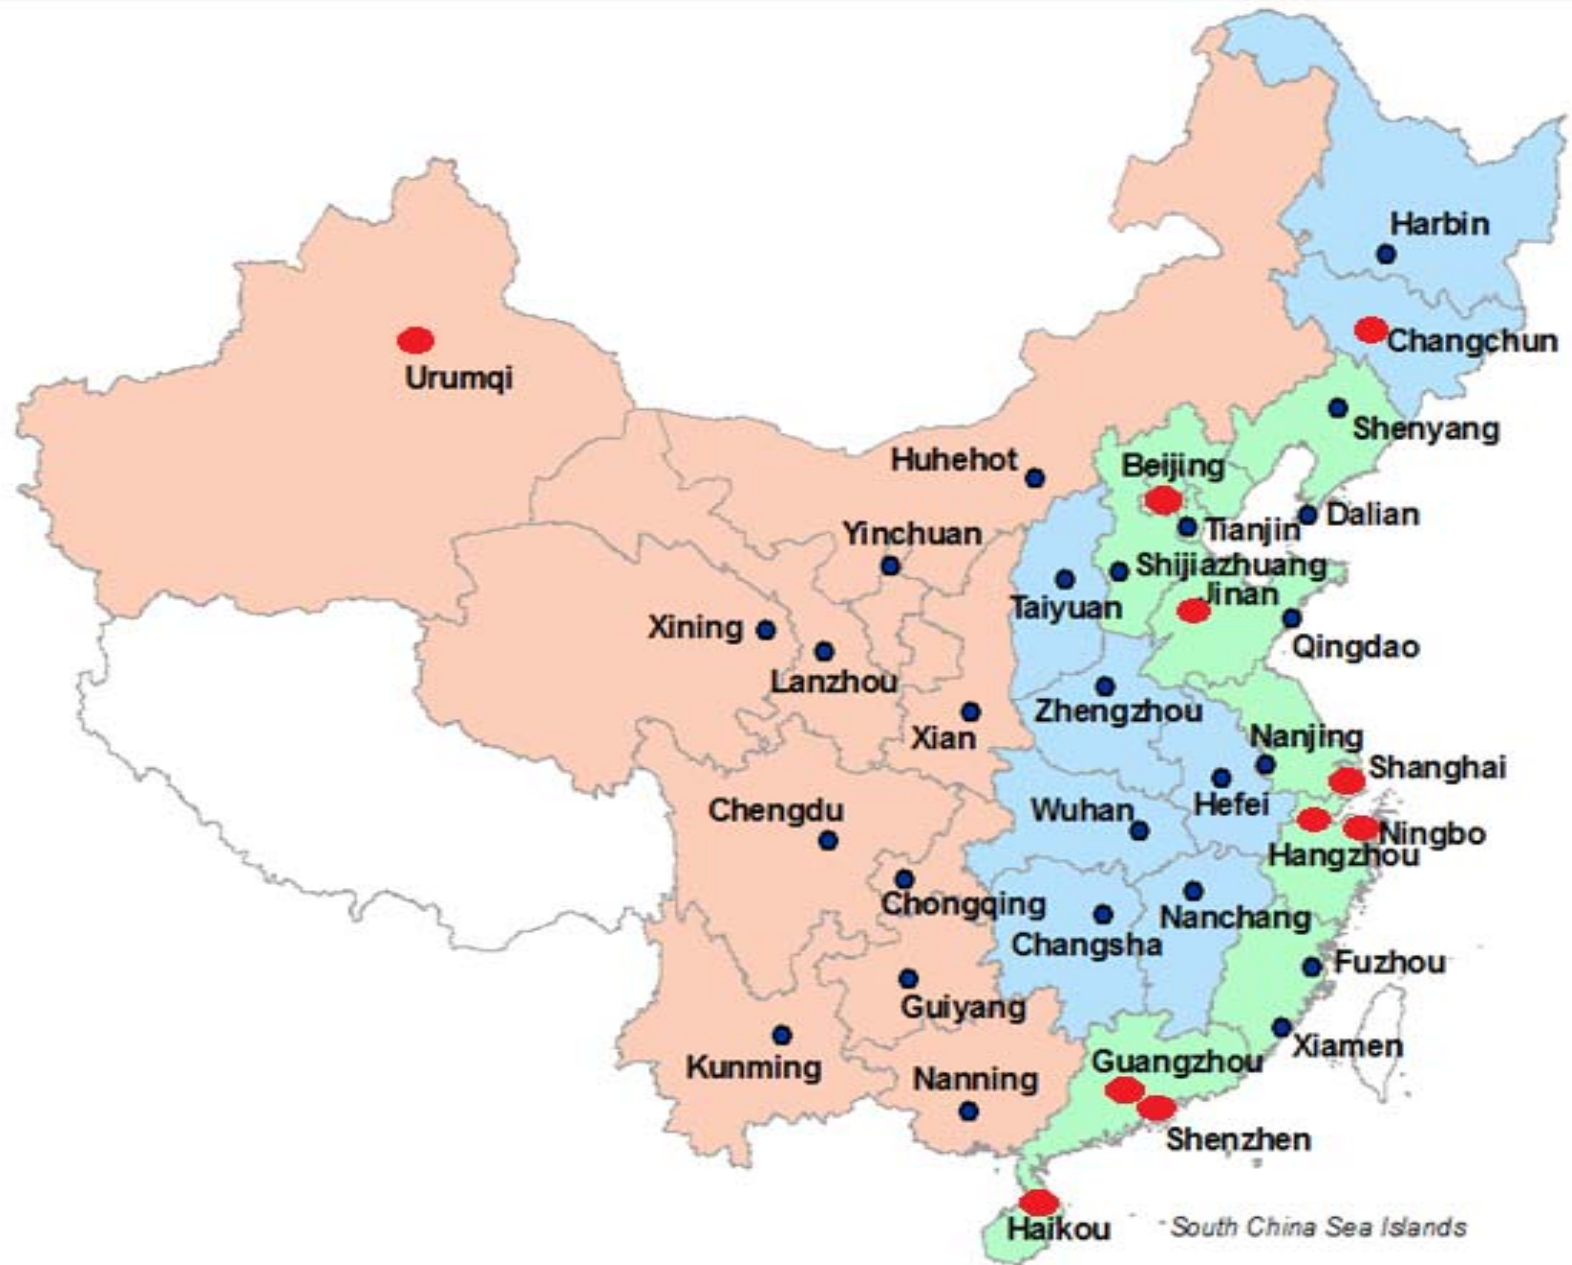 Harbin
Changchun
Urumqi
Shenyang
Huhehot
Beijing
Dalian
Tianjin
Yinchuan
Shijiazhuang
Jinan
Taiyuan
Xining
Qingdao
Lanzhou
Zhengzhou
Xian
Nanjing
Shanghai
Chengdu
Wuhan
Hefei
Ningbo
Hangzhou
Chongqing
Nanchang
Changsha
Fuzhou
Guiyang
Xiamen
Kunming
Guangzhou
Nanning
Shenzhen
Haikou
South China Sea Islands